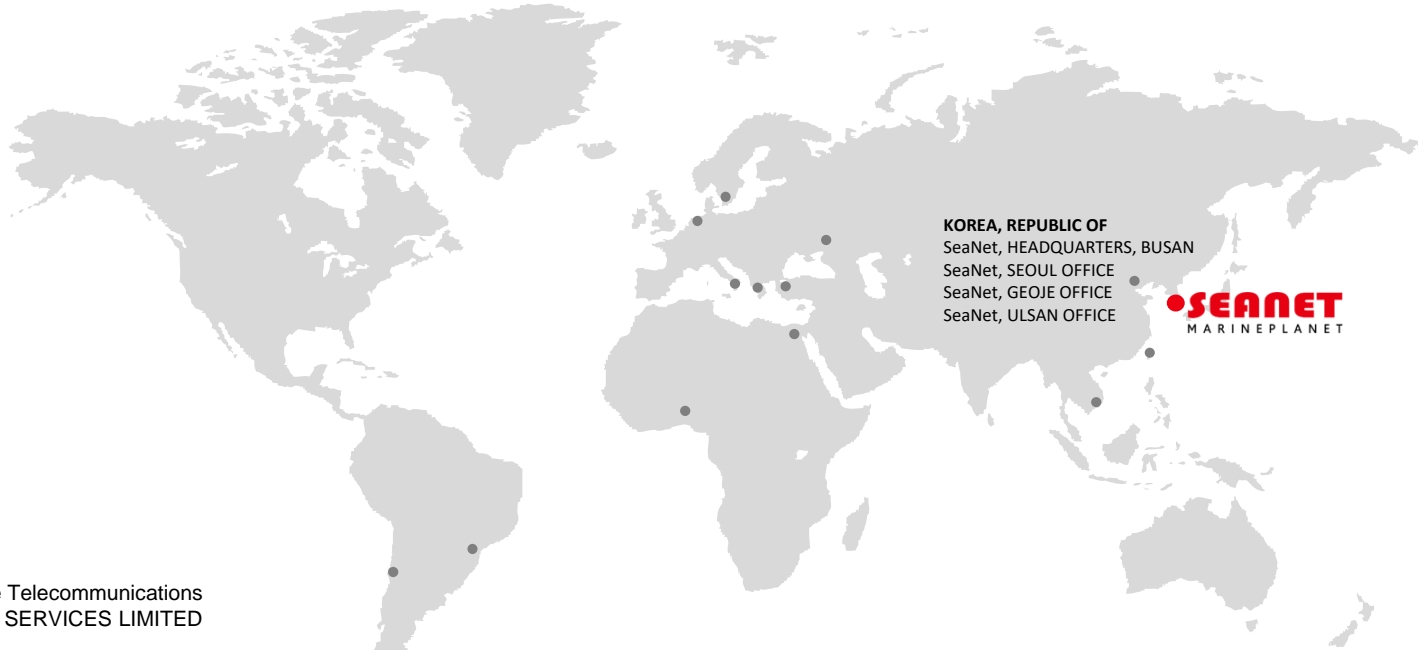 KOREA, REPUBLIC OF
SeaNet, HEADQUARTERS, BUSAN
SeaNet, SEOUL OFFICE
SeaNet, GEOJE OFFICE
SeaNet, ULSAN OFFICE
SEANET
MARINEPLANET
Telecommunications
SERVICES LIMITED